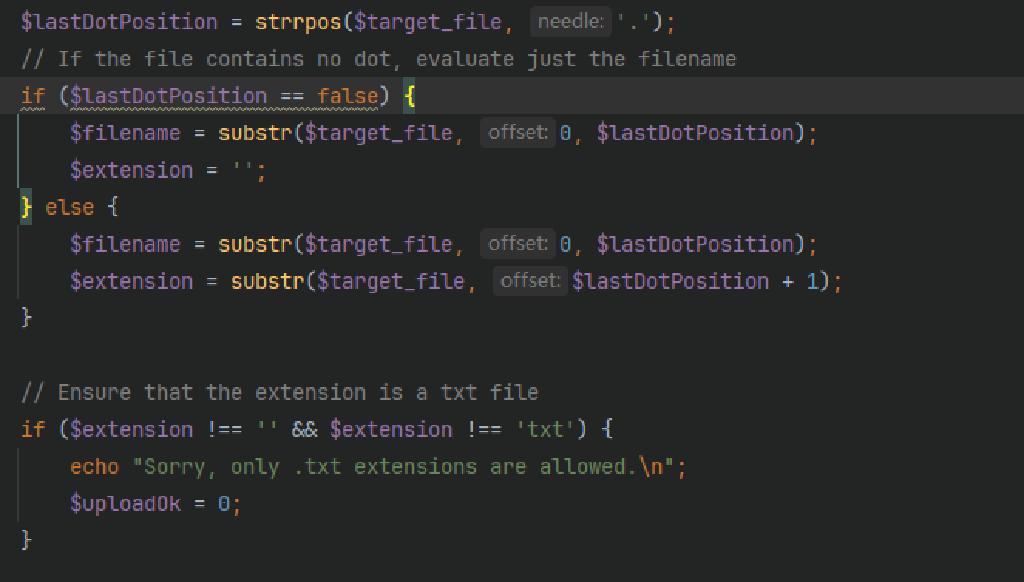 $lastDotPosition = strrpos($target_file, needle: '.');
// If the file contains no dot, evaluate just the filename
if ($lastDotPosition == false) {
$filename = substr($target_file, offset: 0, $lastDotPosition);
$extension = '';
} else {
$filename = substr($target_file, offset: 0, $lastDotPosition);
$extension = substr($target_file, offset: $lastDotPosition + 1);
}
// Ensure that the extension is a txt file
if ($extension !== '' && $extension !== 'txt') {
echo "Sorry, only .txt extensions are allowed.\n";
$uploadOk = 0;
}